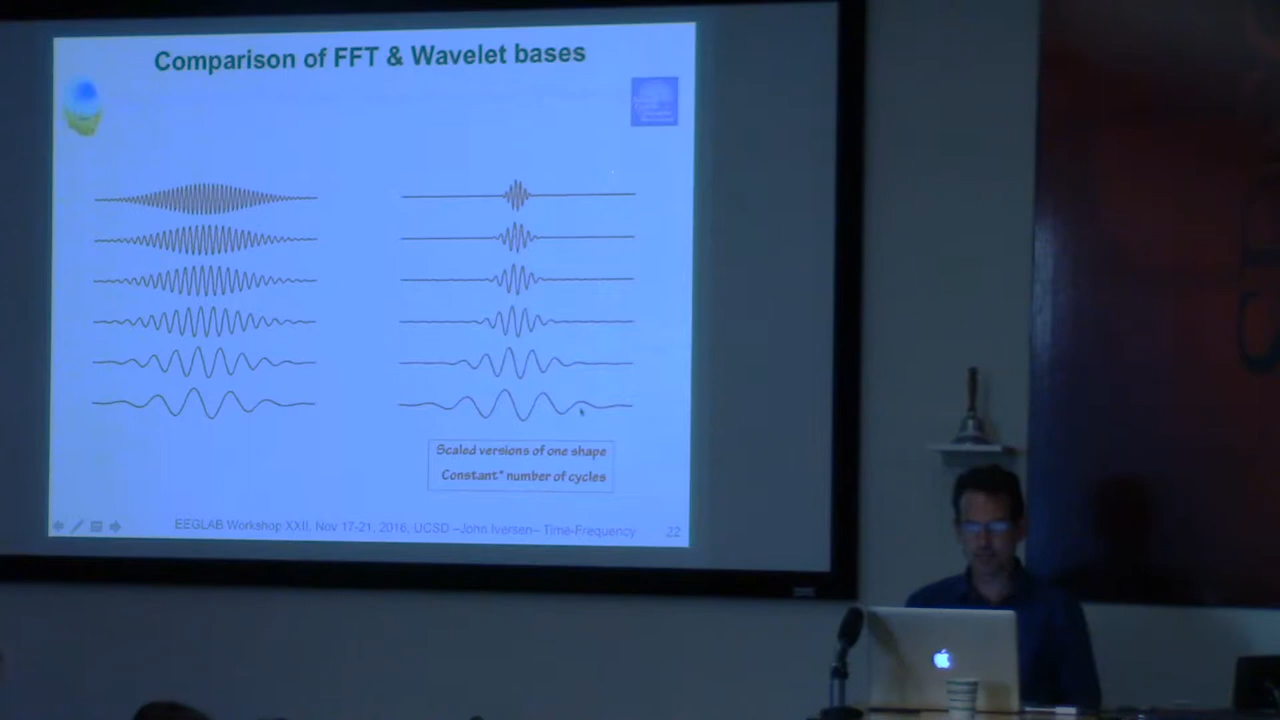 Comparison of FFT & Wavelet bases
Scaled versions of one shape
Constant* number of cycles
EEGLAB Workshop XXII, Nov 17-21, 2016, UCSD –John Iversen– Time-Frequency 22